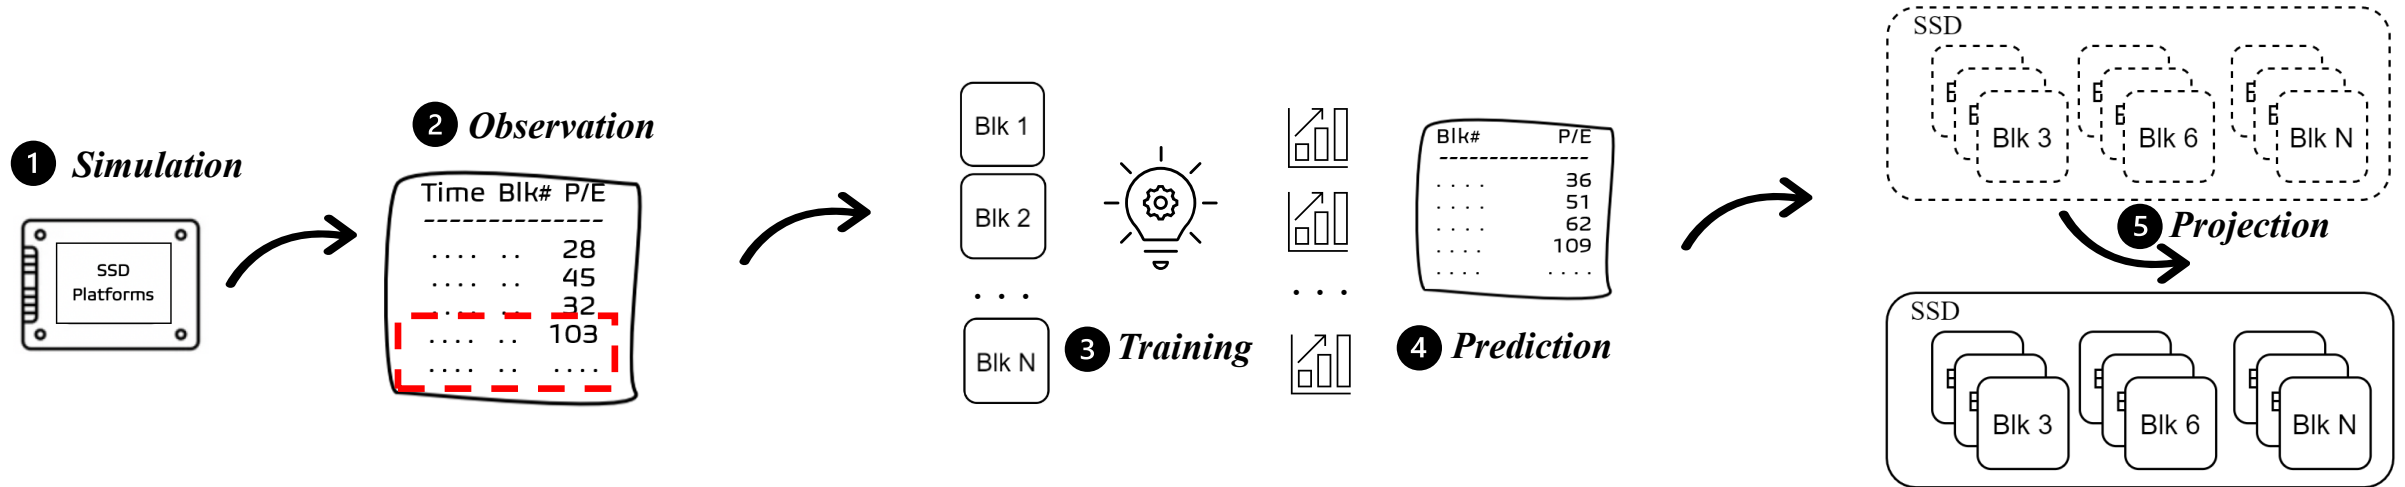 1 Simulation
SSD
Platforms
2 Observation
Time Blk# P/E
--------------
.... .. 28
.... .. 45
.... .. 32
.... .. 103
.... .. ....
Blk 1
Blk 2
. . .
Blk N
3 Training
. . .
Blk# P/E
---------------
.... 36
.... 51
.... 62
.... 109
.... ....
4 Prediction
SSD
Blk 3
Blk 6
Blk N
5 Projection
SSD
Blk 3
Blk 6
Blk N